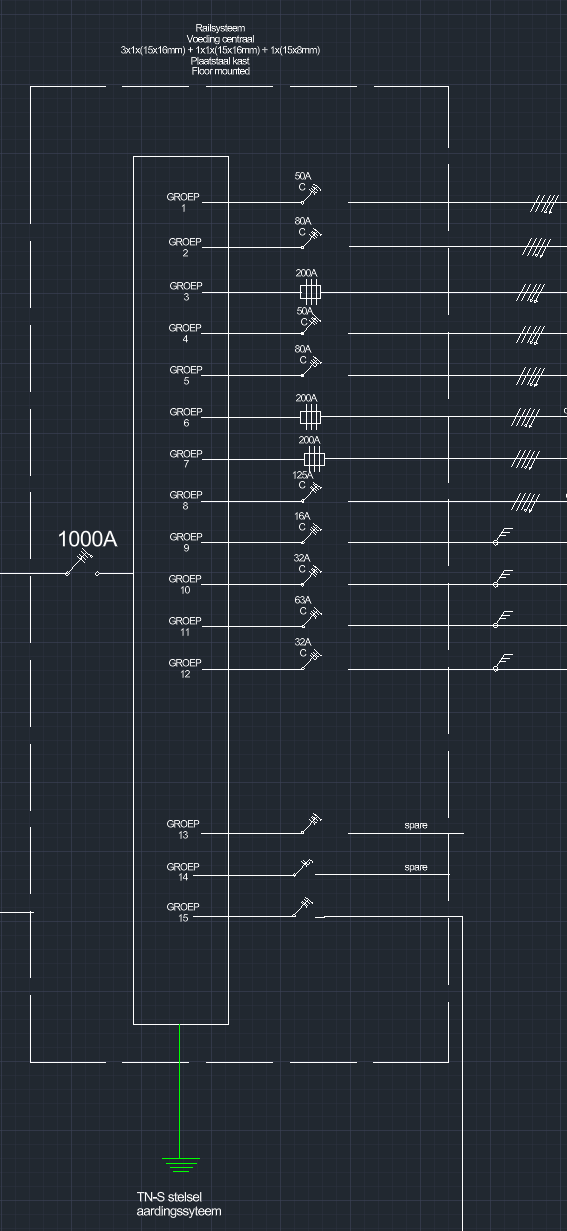 Railsysteem
Voeding centraal
3x1x(15x16mm) + 1x1x(15x16mm) + 1x(15x8mm)
Plaatstaal kast
Floor mounted
50A
C
GROEP
1
80A
C
GROEP
2
200A
GROEP
3
50A
C
GROEP
4
80A
C
GROEP
5
200A
GROEP
6
200A
GROEP
7
125A
C
GROEP
8
16A
C
GROEP
9
1000A
32A
C
GROEP
10
63A
C
GROEP
11
32A
C
GROEP
12
GROEP
13
spare
GROEP
14
spare
GROEP
15
TN-S stelsel
aardingssyteem